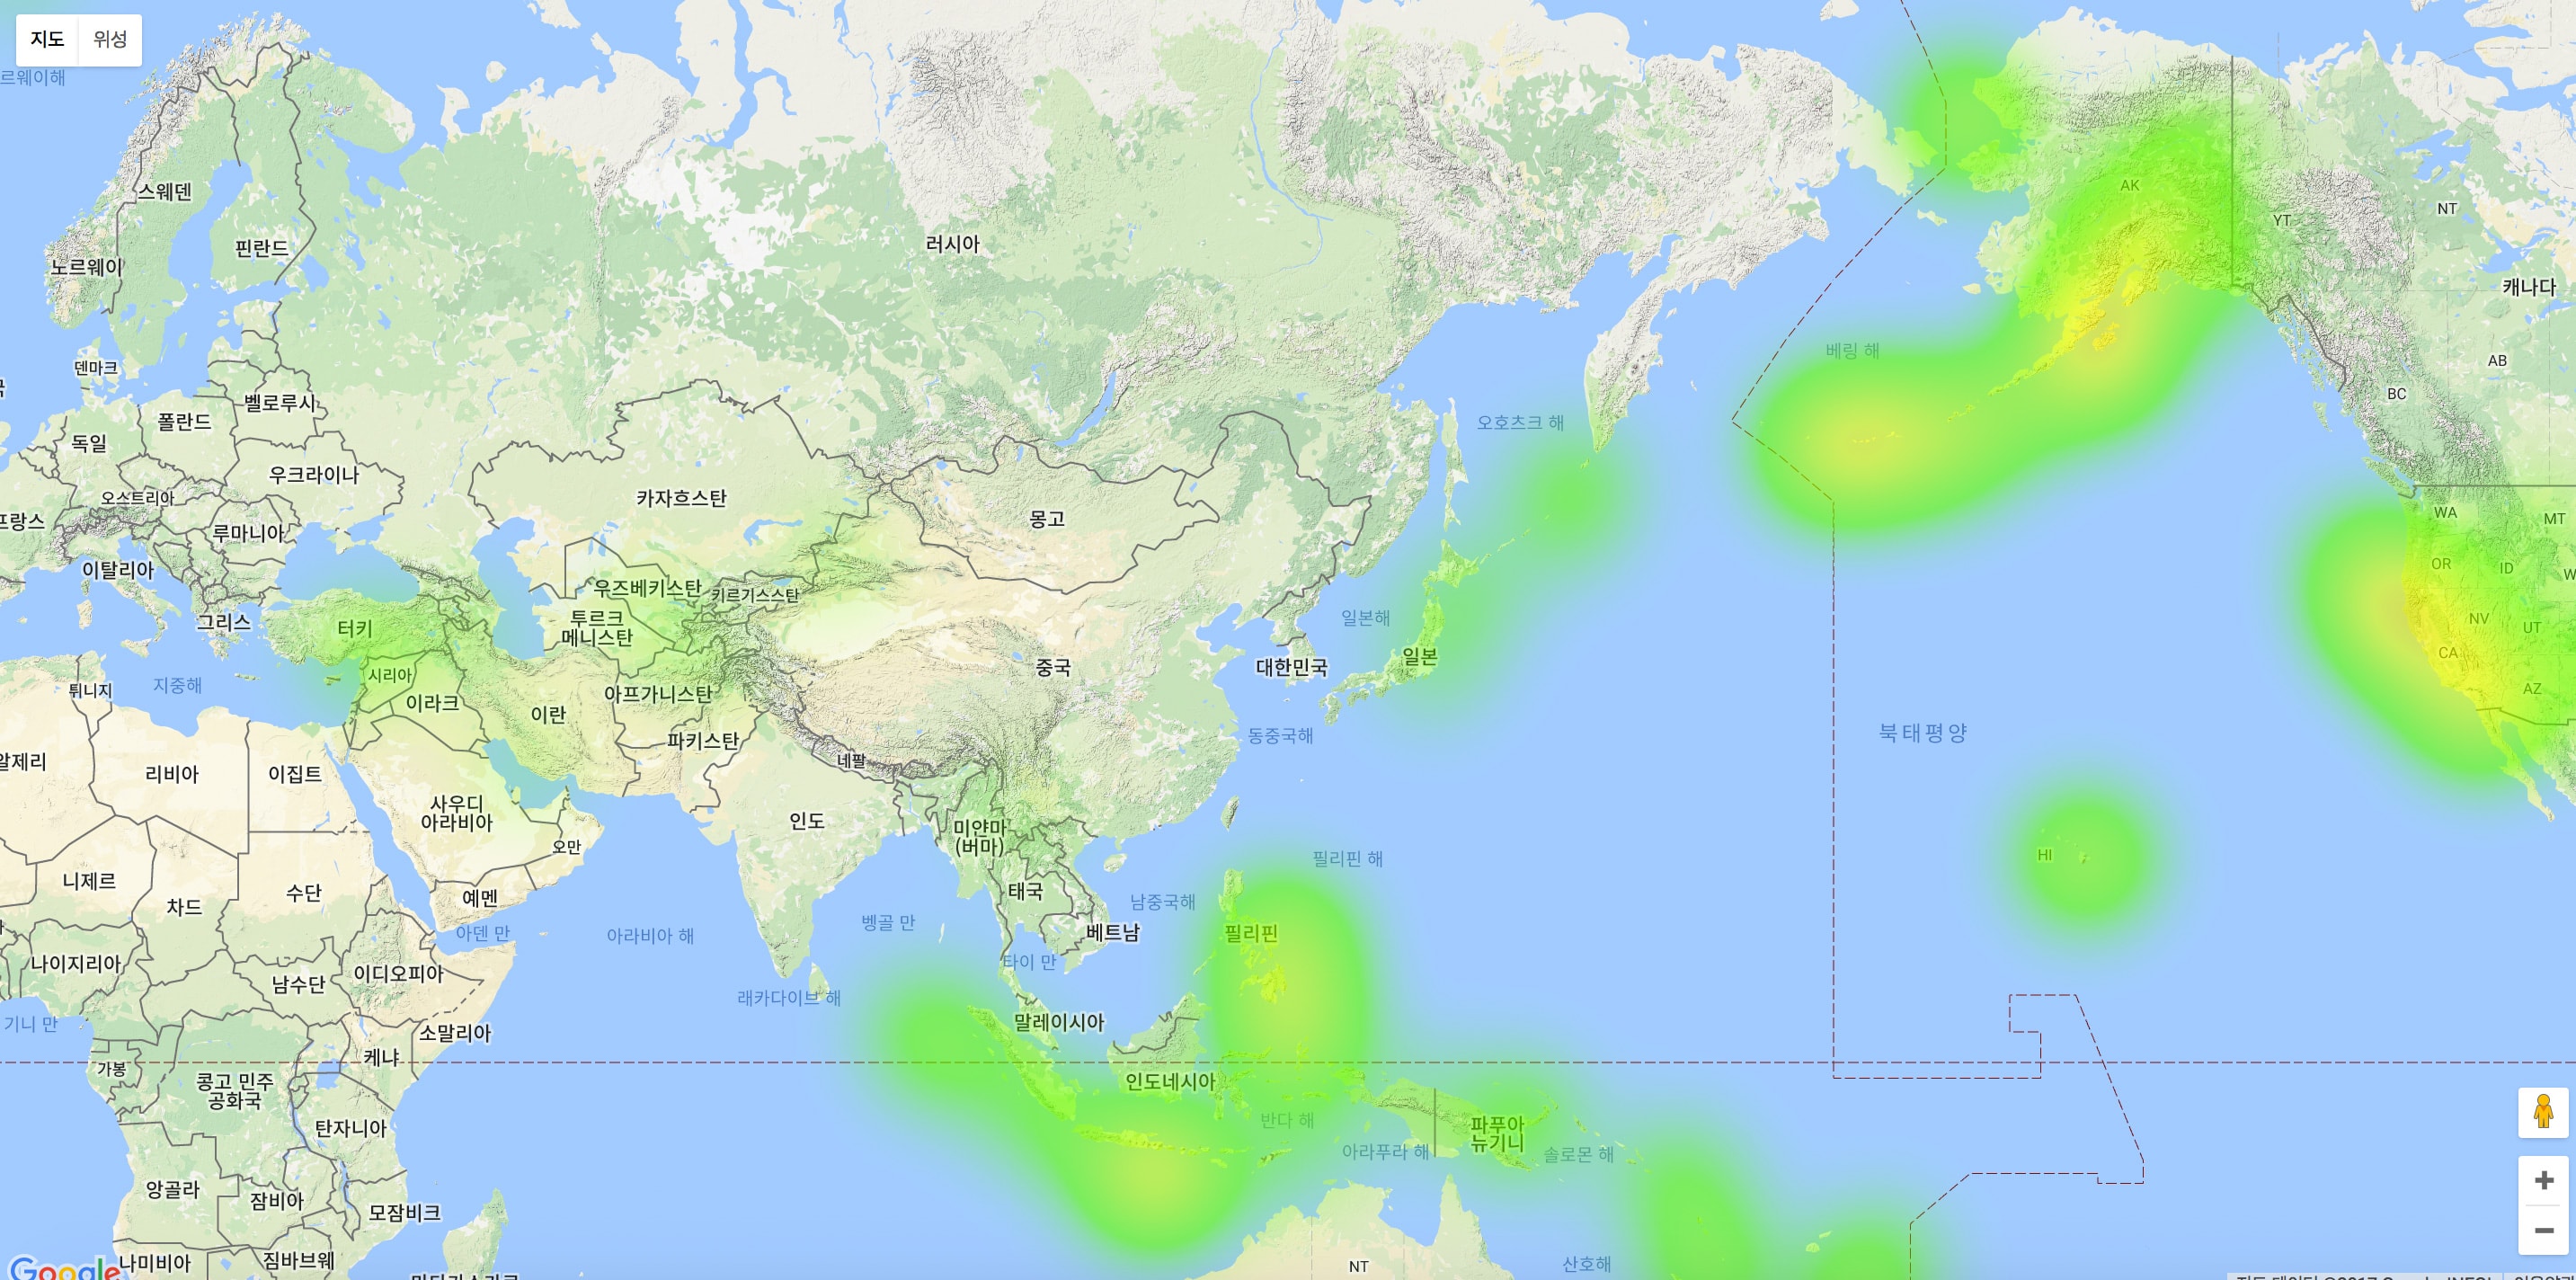 지도 위성
르웨이해
스웨덴
핀란드
노르웨이
러시아
AK
YT
NT
캐나다
베링 해
덴마크
벨로루시
폴란드
독일
오호츠크 해
AB
BC
우크라이나
오스트리아
카자흐스탄
프랑스
루마니아
몽고
WA
MT
이탈리아
우즈베키스탄
키르기스스탄
OR
ID
그리스
터키
투르크
메니스탄
일본해
NV
UT
시리아
이라크
이란
아프가니스탄
중국
대한민국
일본
CA
AZ
튀니지
지중해
파키스탄
동중국해
북태평양
알제리
리비아
이집트
네팔
사우디
아라비아
인도
미얀마
(버마)
오만
필리핀 해
HI
니제르
차드
수단
예멘
태국
남중국해
아덴 만
아라비아 해
벵골 만
베트남
필리핀
나이지리아
남수단
이디오피아
타이 만
래카다이브 해
기니 만
소말리아
말레이시아
가봉
케냐
콩고 민주
공화국
인도네시아
탄자니아
반다 해
파푸아
뉴기니
아라푸라 해
솔로몬 해
앙골라
잠비아
모잠비크
나미비아
짐바브웨
NT
산호해
Google